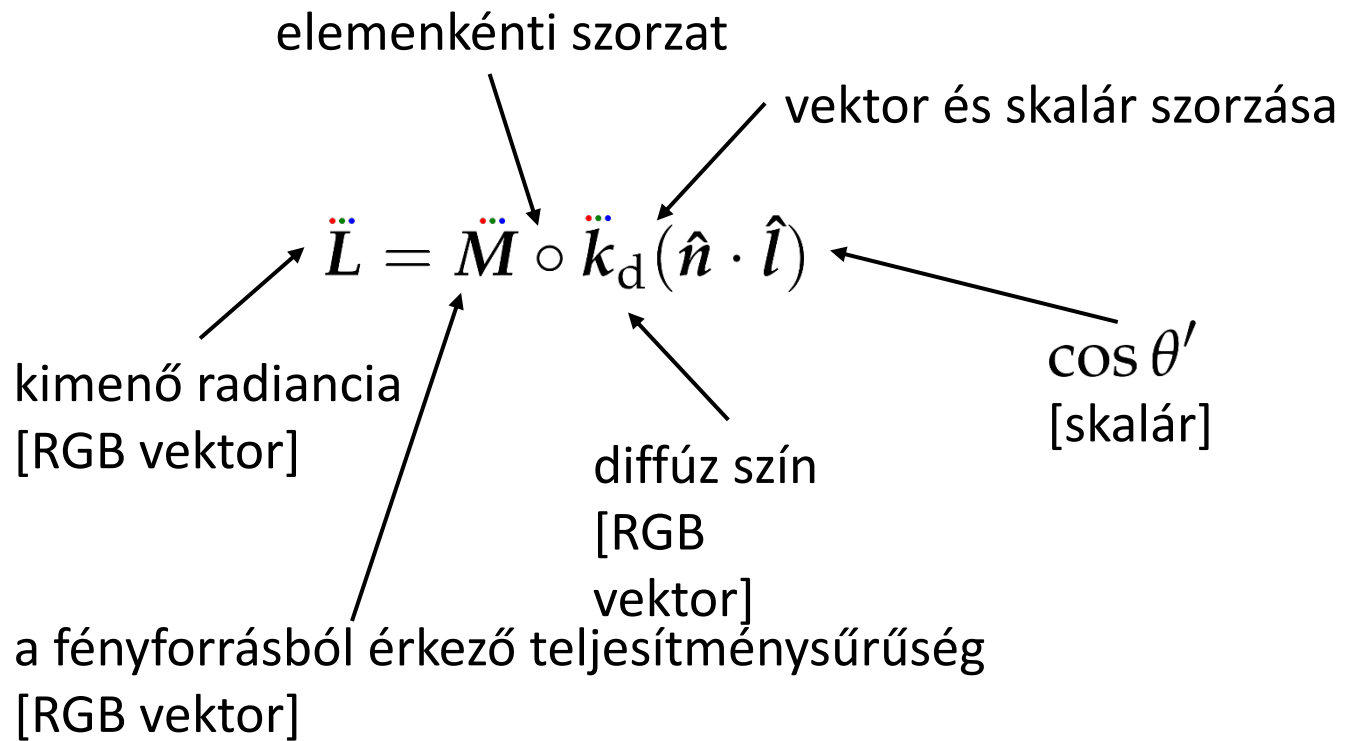 elemenkénti szorzat
vektor és skalár szorzása
L = M ∘ k_d(n̂ · l̂)
cos θ′
[skalár]
kimenő radiancia
[RGB vektor]
diffúz szín
[RGB
vektor]
a fényforrásból érkező teljesítménysűrűség
[RGB vektor]